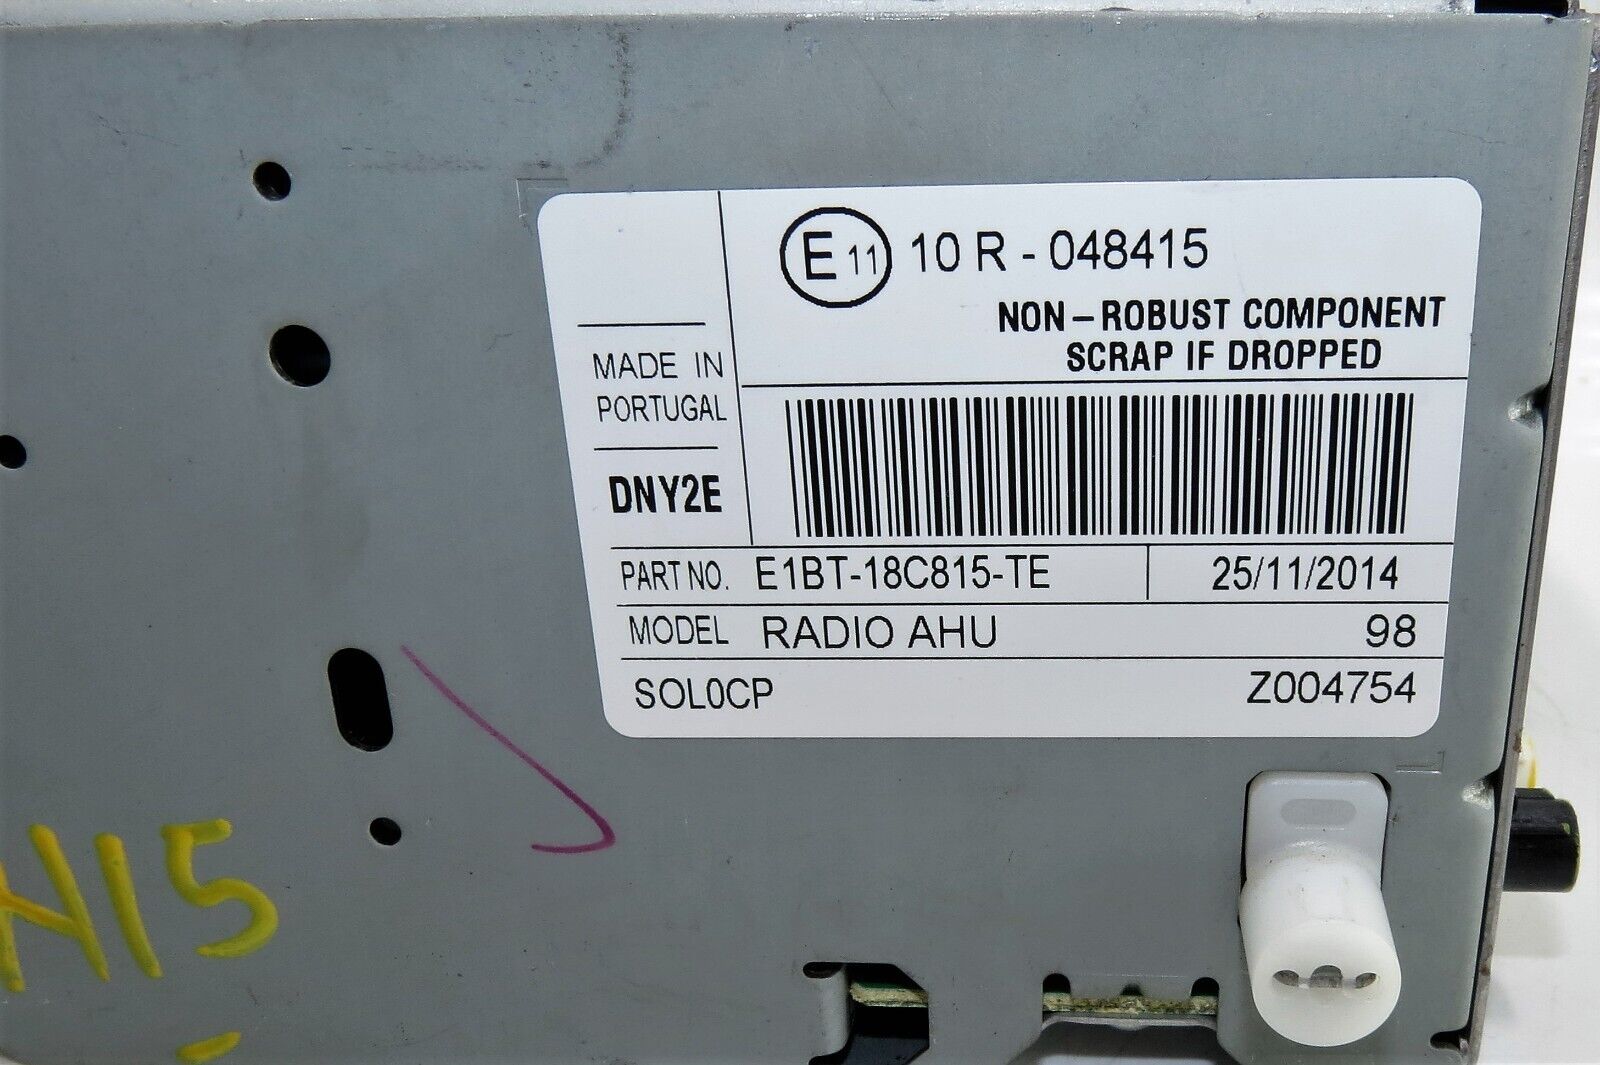 E11 10 R - 048415
NON-ROBUST COMPONENT
SCRAP IF DROPPED
MADE IN
PORTUGAL
DNY2E
PART NO. E1BT-18C815-TE 25/11/2014
MODEL RADIO AHU 98
SOL0CP Z004754
N15